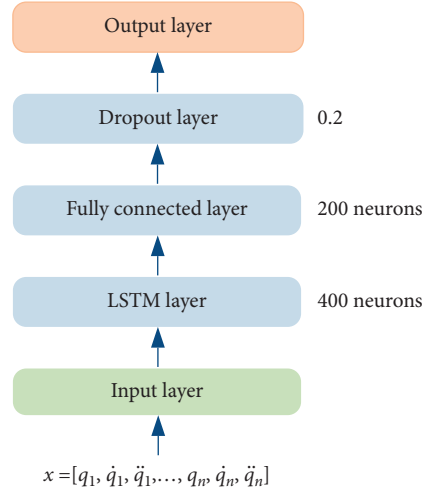 Output layer
Dropout layer 0.2
Fully connected layer 200 neurons
LSTM layer 400 neurons
Input layer
x =[q₁, q̇₁, q̈₁,..., qₙ, q̇ₙ, q̈ₙ]